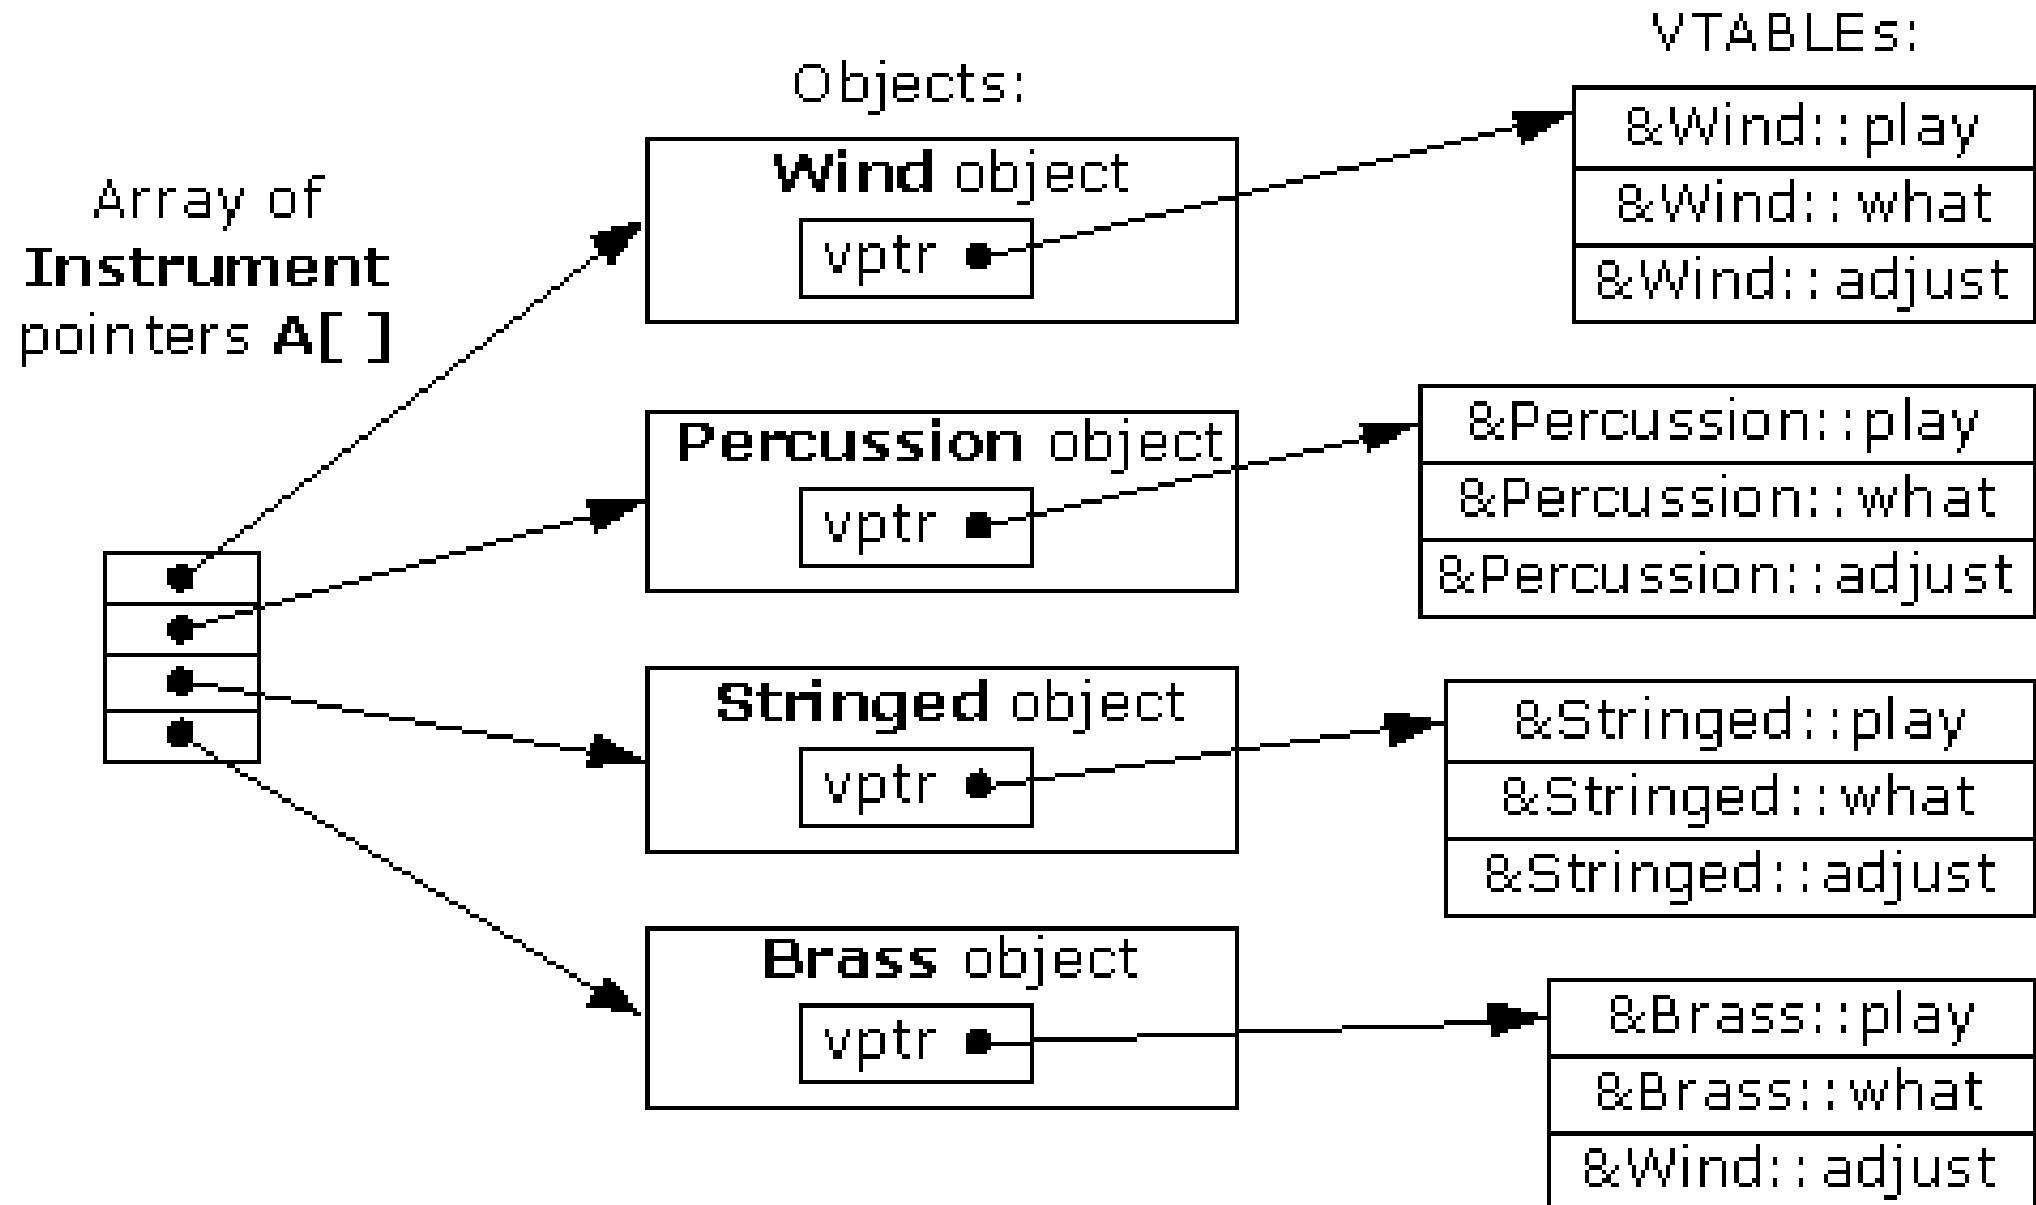 Array of
Instrument
pointers A[ ]
Objects:
Wind object
vptr
Percussion object
vptr
Stringed object
vptr
Brass object
vptr
VTABLEs:
&Wind::play
&Wind::what
&Wind::adjust
&Percussion::play
&Percussion::what
&Percussion::adjust
&Stringed::play
&Stringed::what
&Stringed::adjust
&Brass::play
&Brass::what
&Wind::adjust